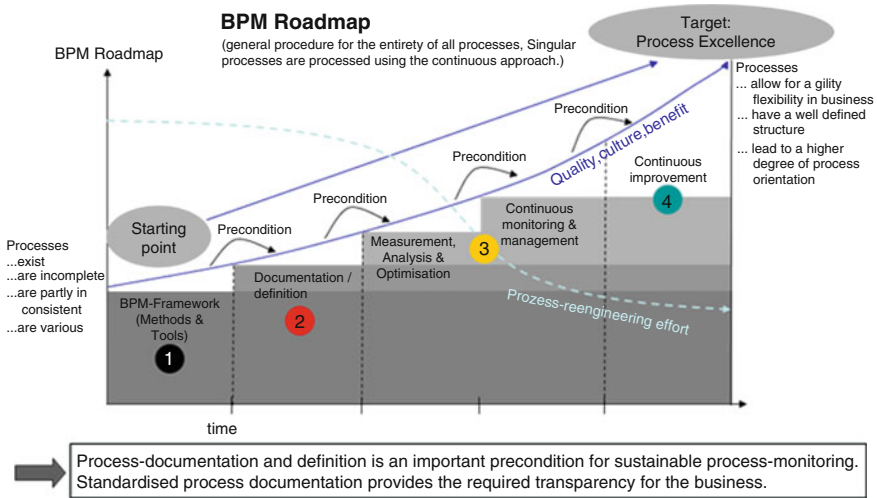 BPM Roadmap
BPM Roadmap
(general procedure for the entirety of all processes, Singular
processes are processed using the continuous approach.)
Target:
Process Excellence
Processes
... allow for a gility
flexibility in business
... have a well defined
structure
... lead to a higher
degree of process
orientation
Precondition
Quality,culture,benefit
Precondition
Continuous
improvement
4
Precondition
Continuous
monitoring &
management
Starting
point
Precondition
Measurement,
Analysis &
Optimisation
3
Processes
...exist
...are incomplete
...are partly in
consistent
...are various
Documentation /
definition
2
BPM-Framework
(Methods &
Tools)
1
Prozess-reengineering effort
time
Process-documentation and definition is an important precondition for sustainable process-monitoring.
Standardised process documentation provides the required transparency for the business.